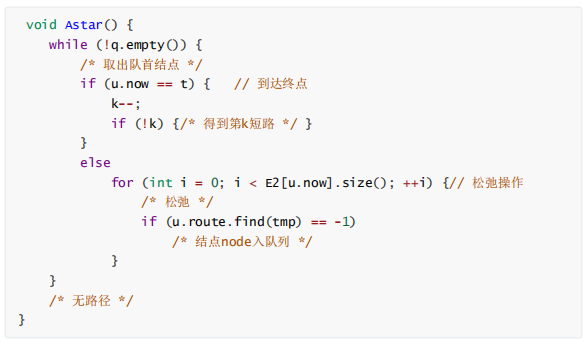 void Astar() {
while (!q.empty()) {
/* 取出队首结点 */
if (u.now == t) {   // 到达终点
k--;
if (!k) {/* 得到第k短路 */ }
}
else
for (int i = 0; i < E2[u.now].size(); ++i) {// 松弛操作
/* 松弛 */
if (u.route.find(tmp) == -1)
/* 结点node入队列 */
}
}
/* 无路径 */
}